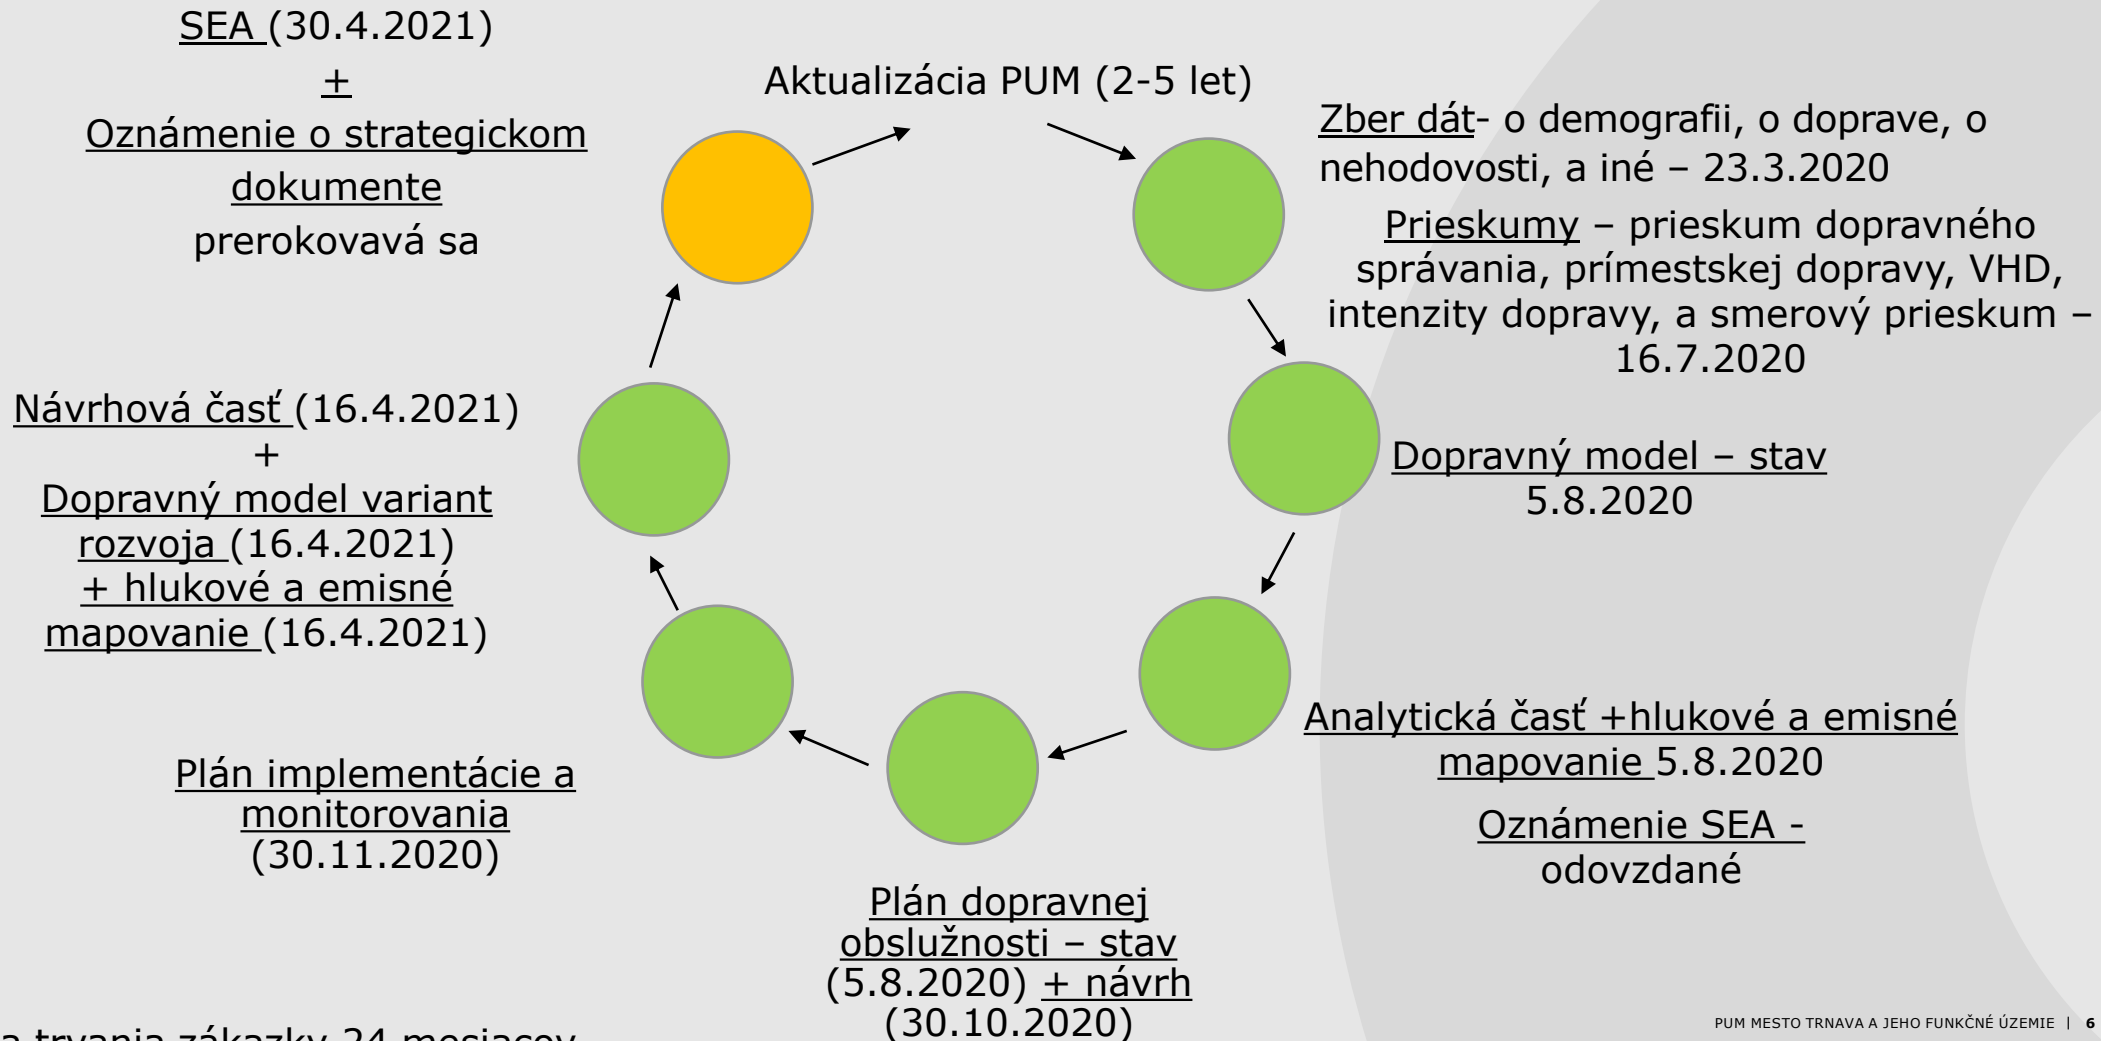 SEA (30.4.2021)
+
Oznámenie o strategickom
dokumente
prerokovavá sa
Aktualizácia PUM (2-5 let)
Zber dát- o demografii, o doprave, o
nehodovosti, a iné – 23.3.2020
Prieskumy – prieskum dopravného
správania, prímestskej dopravy, VHD,
intenzity dopravy, a smerový prieskum –
16.7.2020
Dopravný model – stav
5.8.2020
Analytická časť +hlukové a emisné
mapovanie 5.8.2020
Oznámenie SEA -
odovzdané
Plán dopravnej
obslužnosti – stav
(5.8.2020) + návrh
(30.10.2020)
Plán implementácie a
monitorovania
(30.11.2020)
Návrhová časť (16.4.2021)
+
Dopravný model variant
rozvoja (16.4.2021)
+ hlukové a emisné
mapovanie (16.4.2021)
a trvania zákazky 24 mesiacov
PUM MESTO TRNAVA A JEHO FUNKČNÉ ÚZEMIE | 6